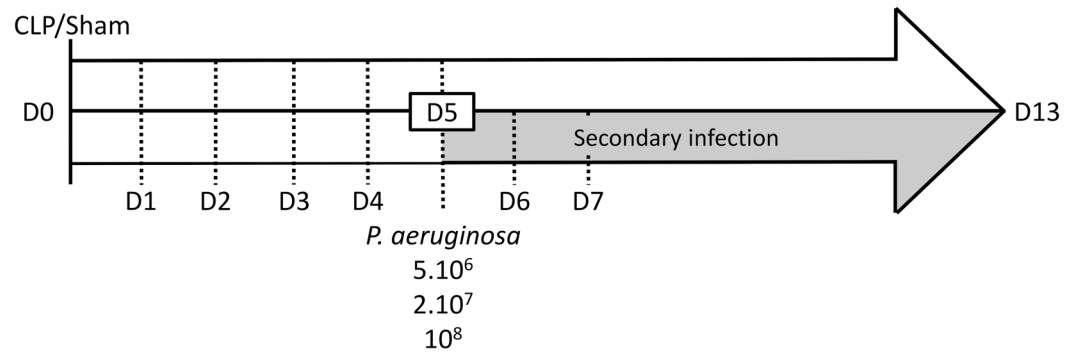 CLP/Sham
D0
D5
D13
Secondary infection
D1 D2 D3 D4 D6 D7
P. aeruginosa
5.10⁶
2.10⁷
10⁸